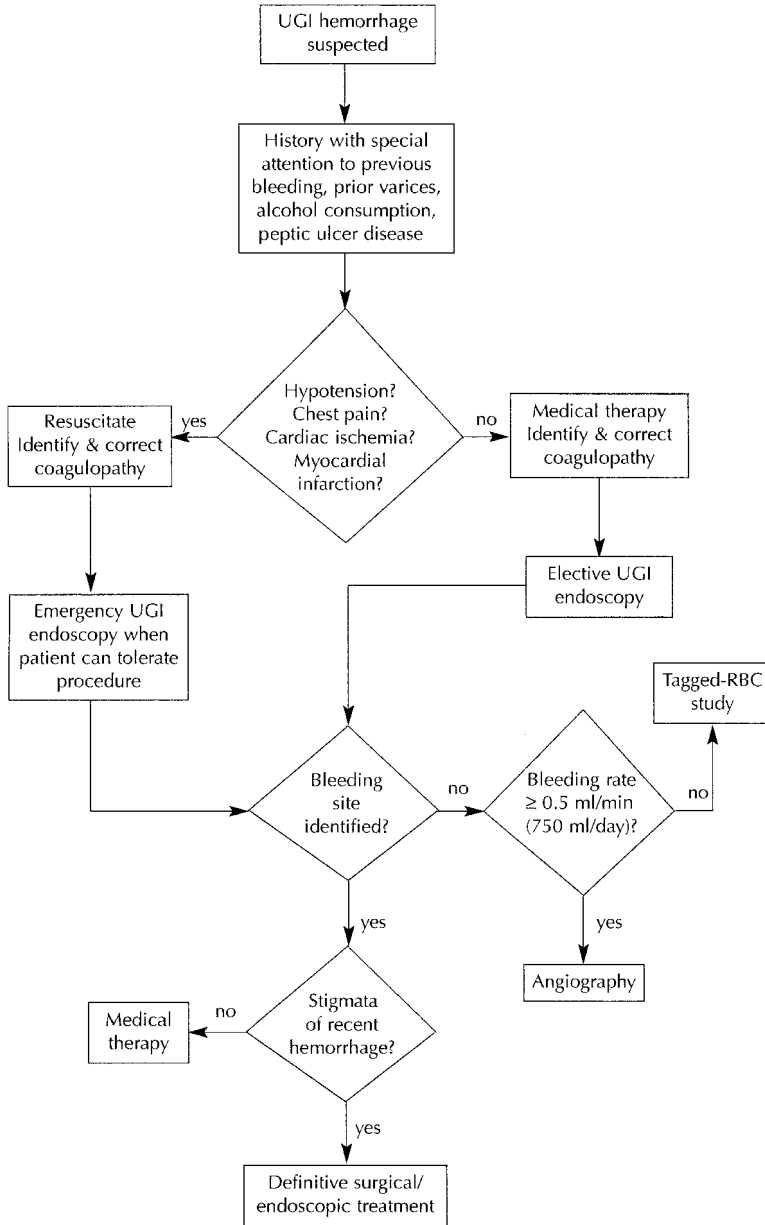 UGI hemorrhage
suspected
History with special
attention to previous
bleeding, prior varices,
alcohol consumption,
peptic ulcer disease
Hypotension?
Chest pain?
Cardiac ischemia?
Myocardial
infarction?
yes
Resuscitate
Identify & correct
coagulopathy
no
Medical therapy
Identify & correct
coagulopathy
Emergency UGI
endoscopy when
patient can tolerate
procedure
Elective UGI
endoscopy
Bleeding
site
identified?
no
Bleeding rate
≥ 0.5 ml/min
(750 ml/day)?
no
Tagged-RBC
study
yes
Angiography
yes
Stigmata
of recent
hemorrhage?
no
Medical
therapy
yes
Definitive surgical/
endoscopic treatment